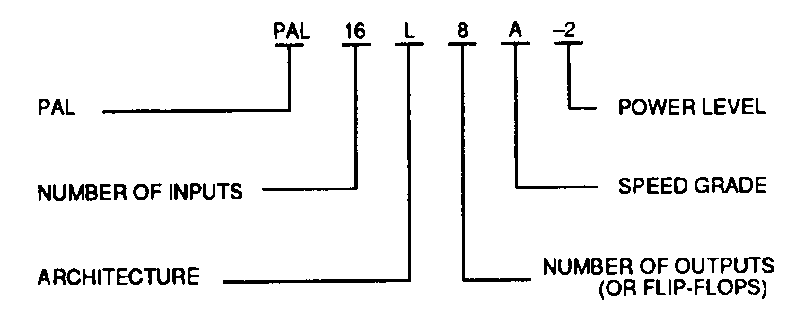 PAL 16 L 8 A –2
PAL
POWER LEVEL
NUMBER OF INPUTS
SPEED GRADE
ARCHITECTURE
NUMBER OF OUTPUTS
(OR FLIP-FLOPS)